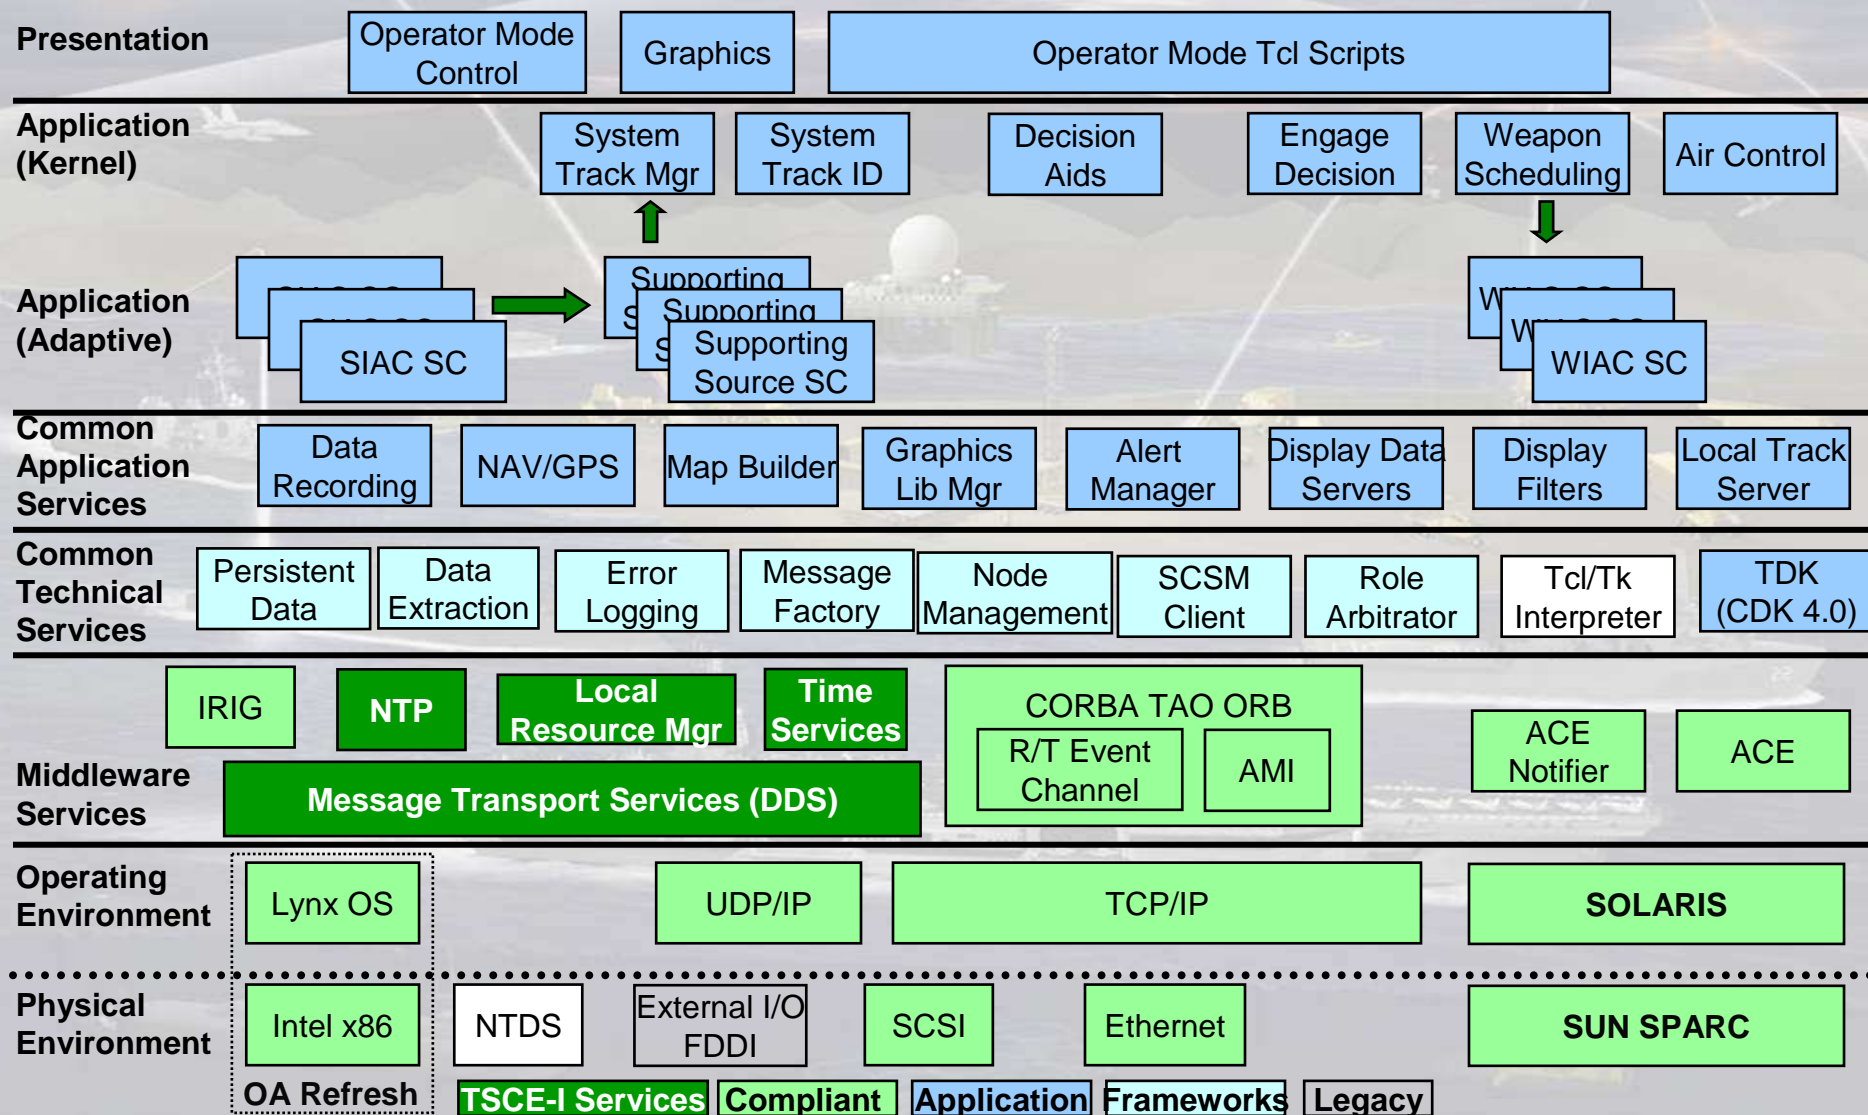 Presentation
Operator Mode
Control
Graphics
Operator Mode Tcl Scripts
Application
(Kernel)
System
Track Mgr
System
Track ID
Decision
Aids
Engage
Decision
Weapon
Scheduling
Air Control
Application
(Adaptive)
SIAC SC
Supporting
Supporting
Supporting
Source SC
WIAC SC
Common
Application
Services
Data
Recording
NAV/GPS
Map Builder
Graphics
Lib Mgr
Alert
Manager
Display Data
Servers
Display
Filters
Local Track
Server
Common
Technical
Services
Persistent
Data
Data
Extraction
Error
Logging
Message
Factory
Node
Management
SCSM
Client
Role
Arbitrator
Tcl/Tk
Interpreter
TDK
(CDK 4.0)
Middleware
Services
IRIG
NTP
Local
Resource Mgr
Time
Services
Message Transport Services (DDS)
CORBA TAO ORB
R/T Event
Channel
AMI
ACE
Notifier
ACE
Operating
Environment
Lynx OS
UDP/IP
TCP/IP
SOLARIS
Physical
Environment
Intel x86
NTDS
External I/O
FDDI
SCSI
Ethernet
SUN SPARC
OA Refresh
TSCE-I Services
Compliant
Application
Frameworks
Legacy